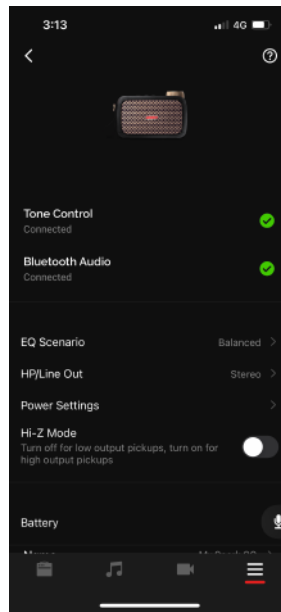 3:13
4G
Tone Control
Connected
Bluetooth Audio
Connected
EQ Scenario
Balanced
HP/Line Out
Stereo
Power Settings
Hi-Z Mode
Turn off for low output pickups, turn on for
high output pickups
Battery